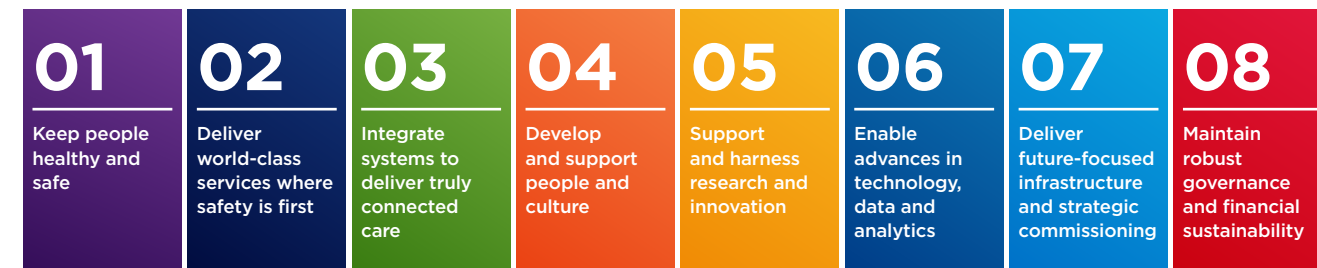 01
Keep people
healthy and
safe
02
Deliver
world-class
services where
safety is first
03
Integrate
systems to
deliver truly
connected
care
04
Develop
and support
people and
culture
05
Support
and harness
research and
innovation
06
Enable
advances in
technology,
data and
analytics
07
Deliver
future-focused
infrastructure
and strategic
commissioning
08
Maintain
robust
governance
and financial
sustainability